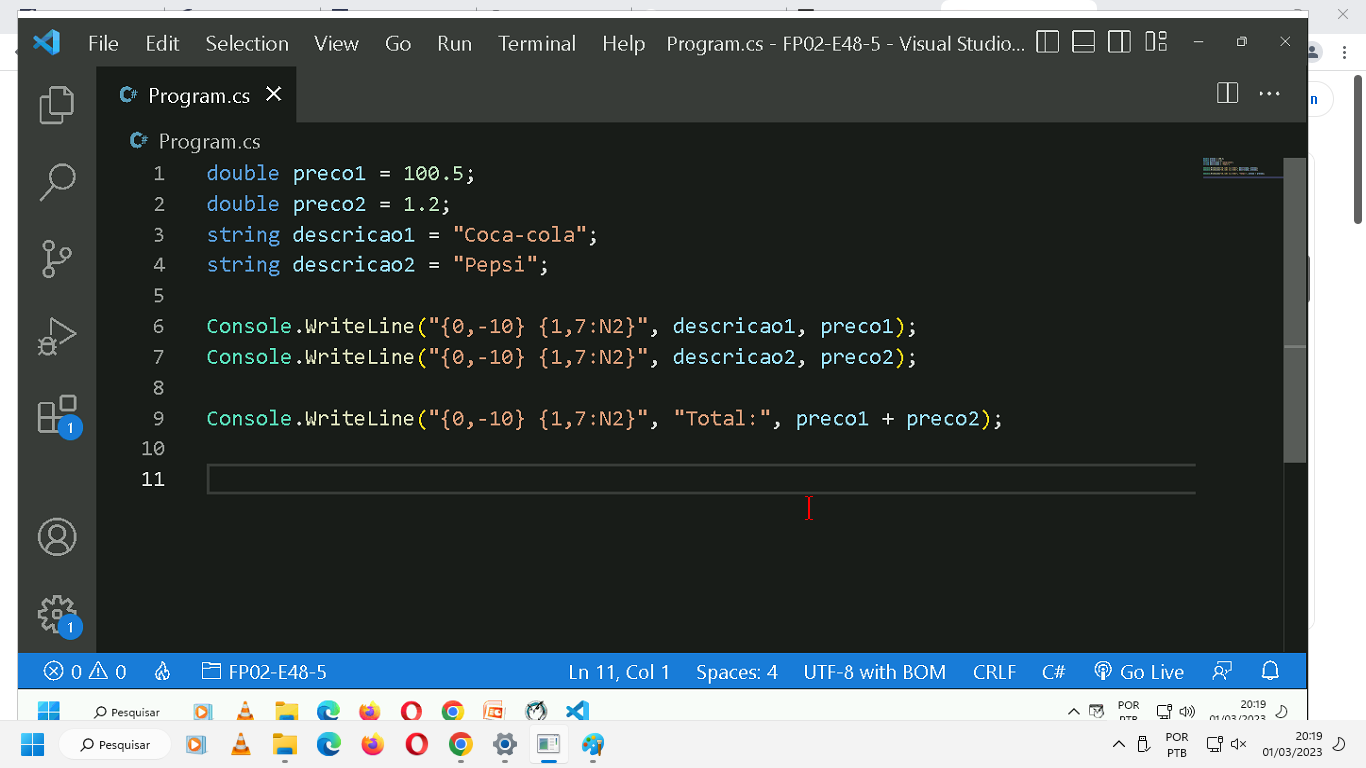 File Edit Selection View Go Run Terminal Help Program.cs - FP02-E48-5 - Visual Studio...
Program.cs
Program.cs
1 double preco1 = 100.5;
2 double preco2 = 1.2;
3 string descricao1 = "Coca-cola";
4 string descricao2 = "Pepsi";
5
6 Console.WriteLine("{0,-10} {1,7:N2}", descricao1, preco1);
7 Console.WriteLine("{0,-10} {1,7:N2}", descricao2, preco2);
8
9 Console.WriteLine("{0,-10} {1,7:N2}", "Total:", preco1 + preco2);
10
11
1
1
0 0 FP02-E48-5 Ln 11, Col 1 Spaces: 4 UTF-8 with BOM CRLF C# Go Live
Pesquisar POR 20:19
01/03/2023
Pesquisar POR 20:19
PTB 01/03/2023